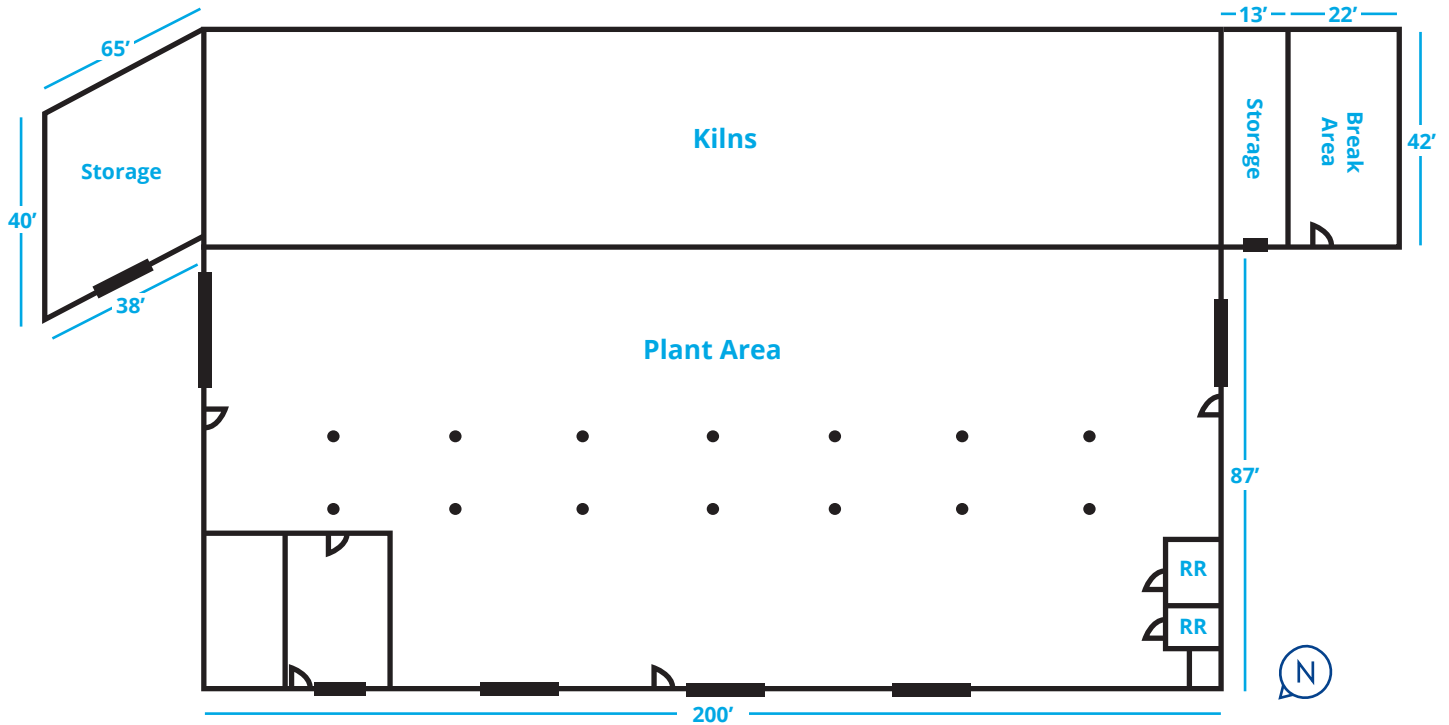 13’
22’
65’
Kilns
Storage
Break
Area
42’
Storage
40’
38’
Plant Area
87’
RR
RR
N
200’